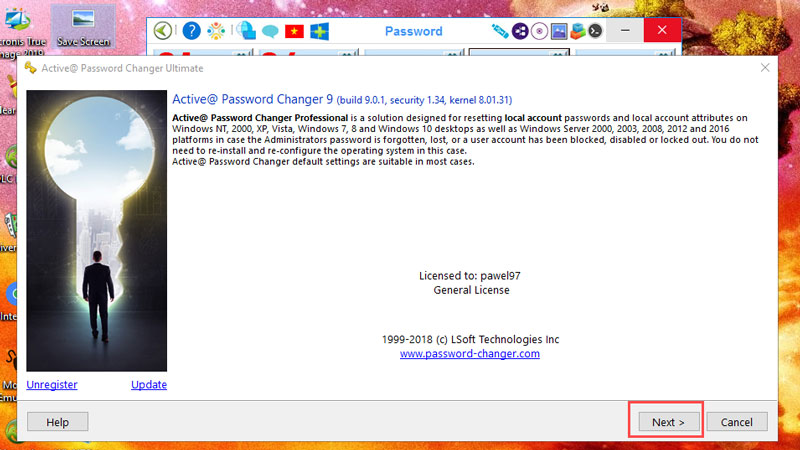 cronis True
mage 2019
Save Screen
Password
Active@ Password Changer Ultimate
Active@ Password Changer 9 (build 9.0.1, security 1.34, kernel 8.01.31)
Active@ Password Changer Professional is a solution designed for resetting local account passwords and local account attributes on
Windows NT, 2000, XP, Vista, Windows 7, 8 and Windows 10 desktops as well as Windows Server 2000, 2003, 2008, 2012 and 2016
platforms in case the Administrators password is forgotten, lost, or a user account has been blocked, disabled or locked out. You do not
need to re-install and re-configure the operating system in this case.
Active@ Password Changer default settings are suitable in most cases.
Licensed to: pawel97
General License
1999-2018 (c) LSoft Technologies Inc
www.password-changer.com
Unregister
Update
Help
Next >
Cancel